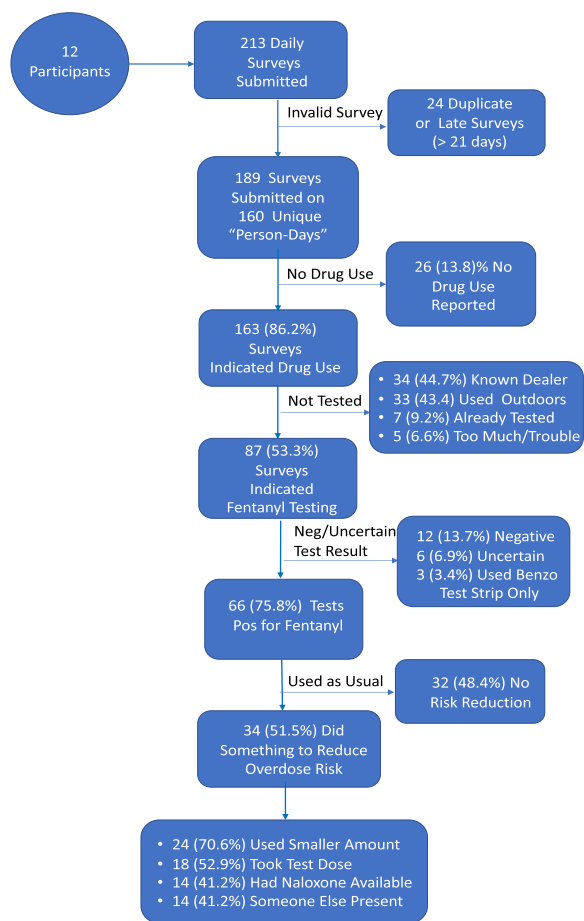 12
Participants
213 Daily
Surveys
Submitted
Invalid Survey
24 Duplicate
or Late Surveys
(> 21 days)
189 Surveys
Submitted on
160 Unique
“Person-Days”
No Drug Use
26 (13.8)% No
Drug Use
Reported
163 (86.2%)
Surveys
Indicated Drug Use
Not Tested
• 34 (44.7%) Known Dealer
• 33 (43.4) Used Outdoors
• 7 (9.2%) Already Tested
• 5 (6.6%) Too Much/Trouble
87 (53.3%)
Surveys
Indicated
Fentanyl Testing
Neg/Uncertain
Test Result
12 (13.7%) Negative
6 (6.9%) Uncertain
3 (3.4%) Used Benzo
Test Strip Only
66 (75.8%) Tests
Pos for Fentanyl
Used as Usual
32 (48.4%) No
Risk Reduction
34 (51.5%) Did
Something to Reduce
Overdose Risk
• 24 (70.6%) Used Smaller Amount
• 18 (52.9%) Took Test Dose
• 14 (41.2%) Had Naloxone Available
• 14 (41.2%) Someone Else Present